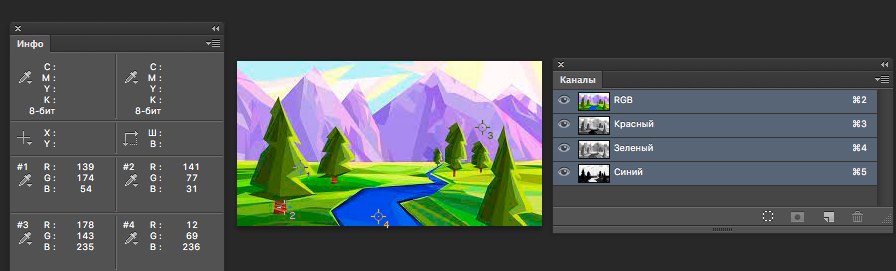 Инфо
C :
M :
Y :
K :
8-бит
C :
M :
Y :
K :
8-бит
X :
Y :
Ш :
В :
#1 R : 139
G : 174
B : 54
#2 R : 141
G : 77
B : 31
#3 R : 178
G : 143
B : 235
#4 R : 12
G : 69
B : 236
1
2
3
4
Каналы
RGB ⌘2
Красный ⌘3
Зеленый ⌘4
Синий ⌘5